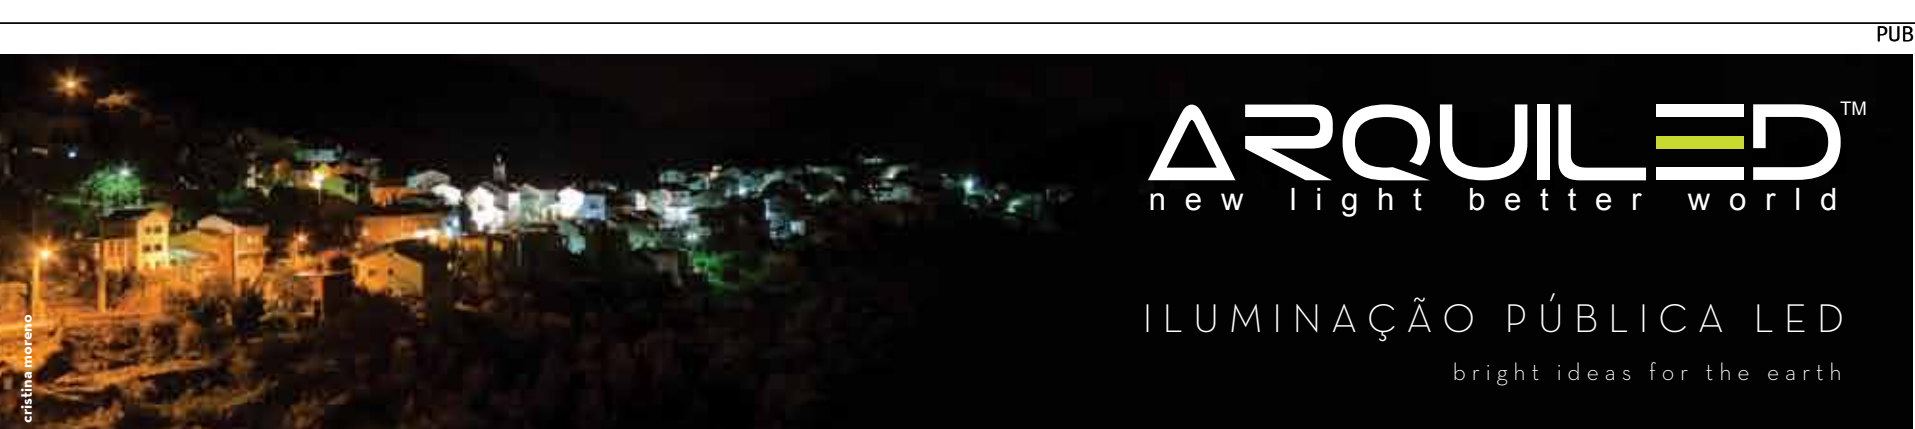 PUB
ARQUILED™
new light better world
ILUMINAÇÃO PÚBLICA LED
bright ideas for the earth
cristina moreno